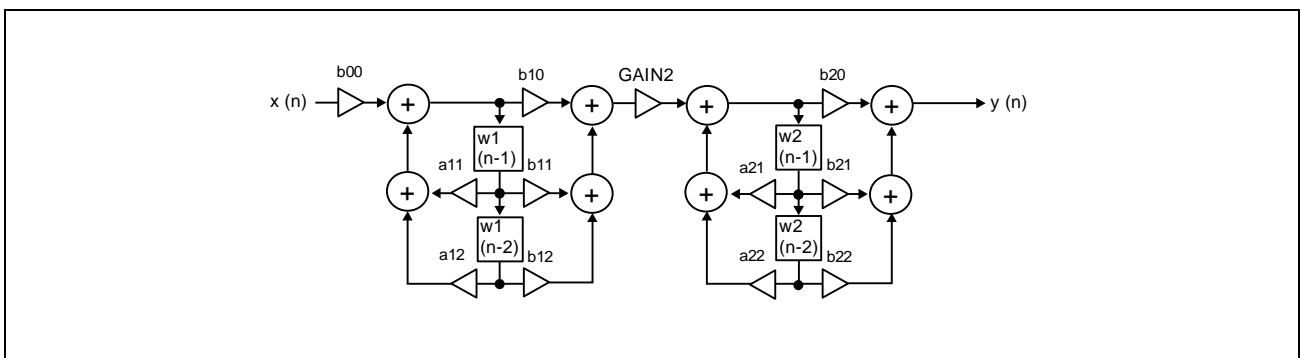 b00
b10
GAIN2
b20
x (n)
+
+
+
+
y (n)
w1
(n-1)
w2
(n-1)
a11
b11
a21
b21
+
+
+
+
w1
(n-2)
w2
(n-2)
a12
b12
a22
b22